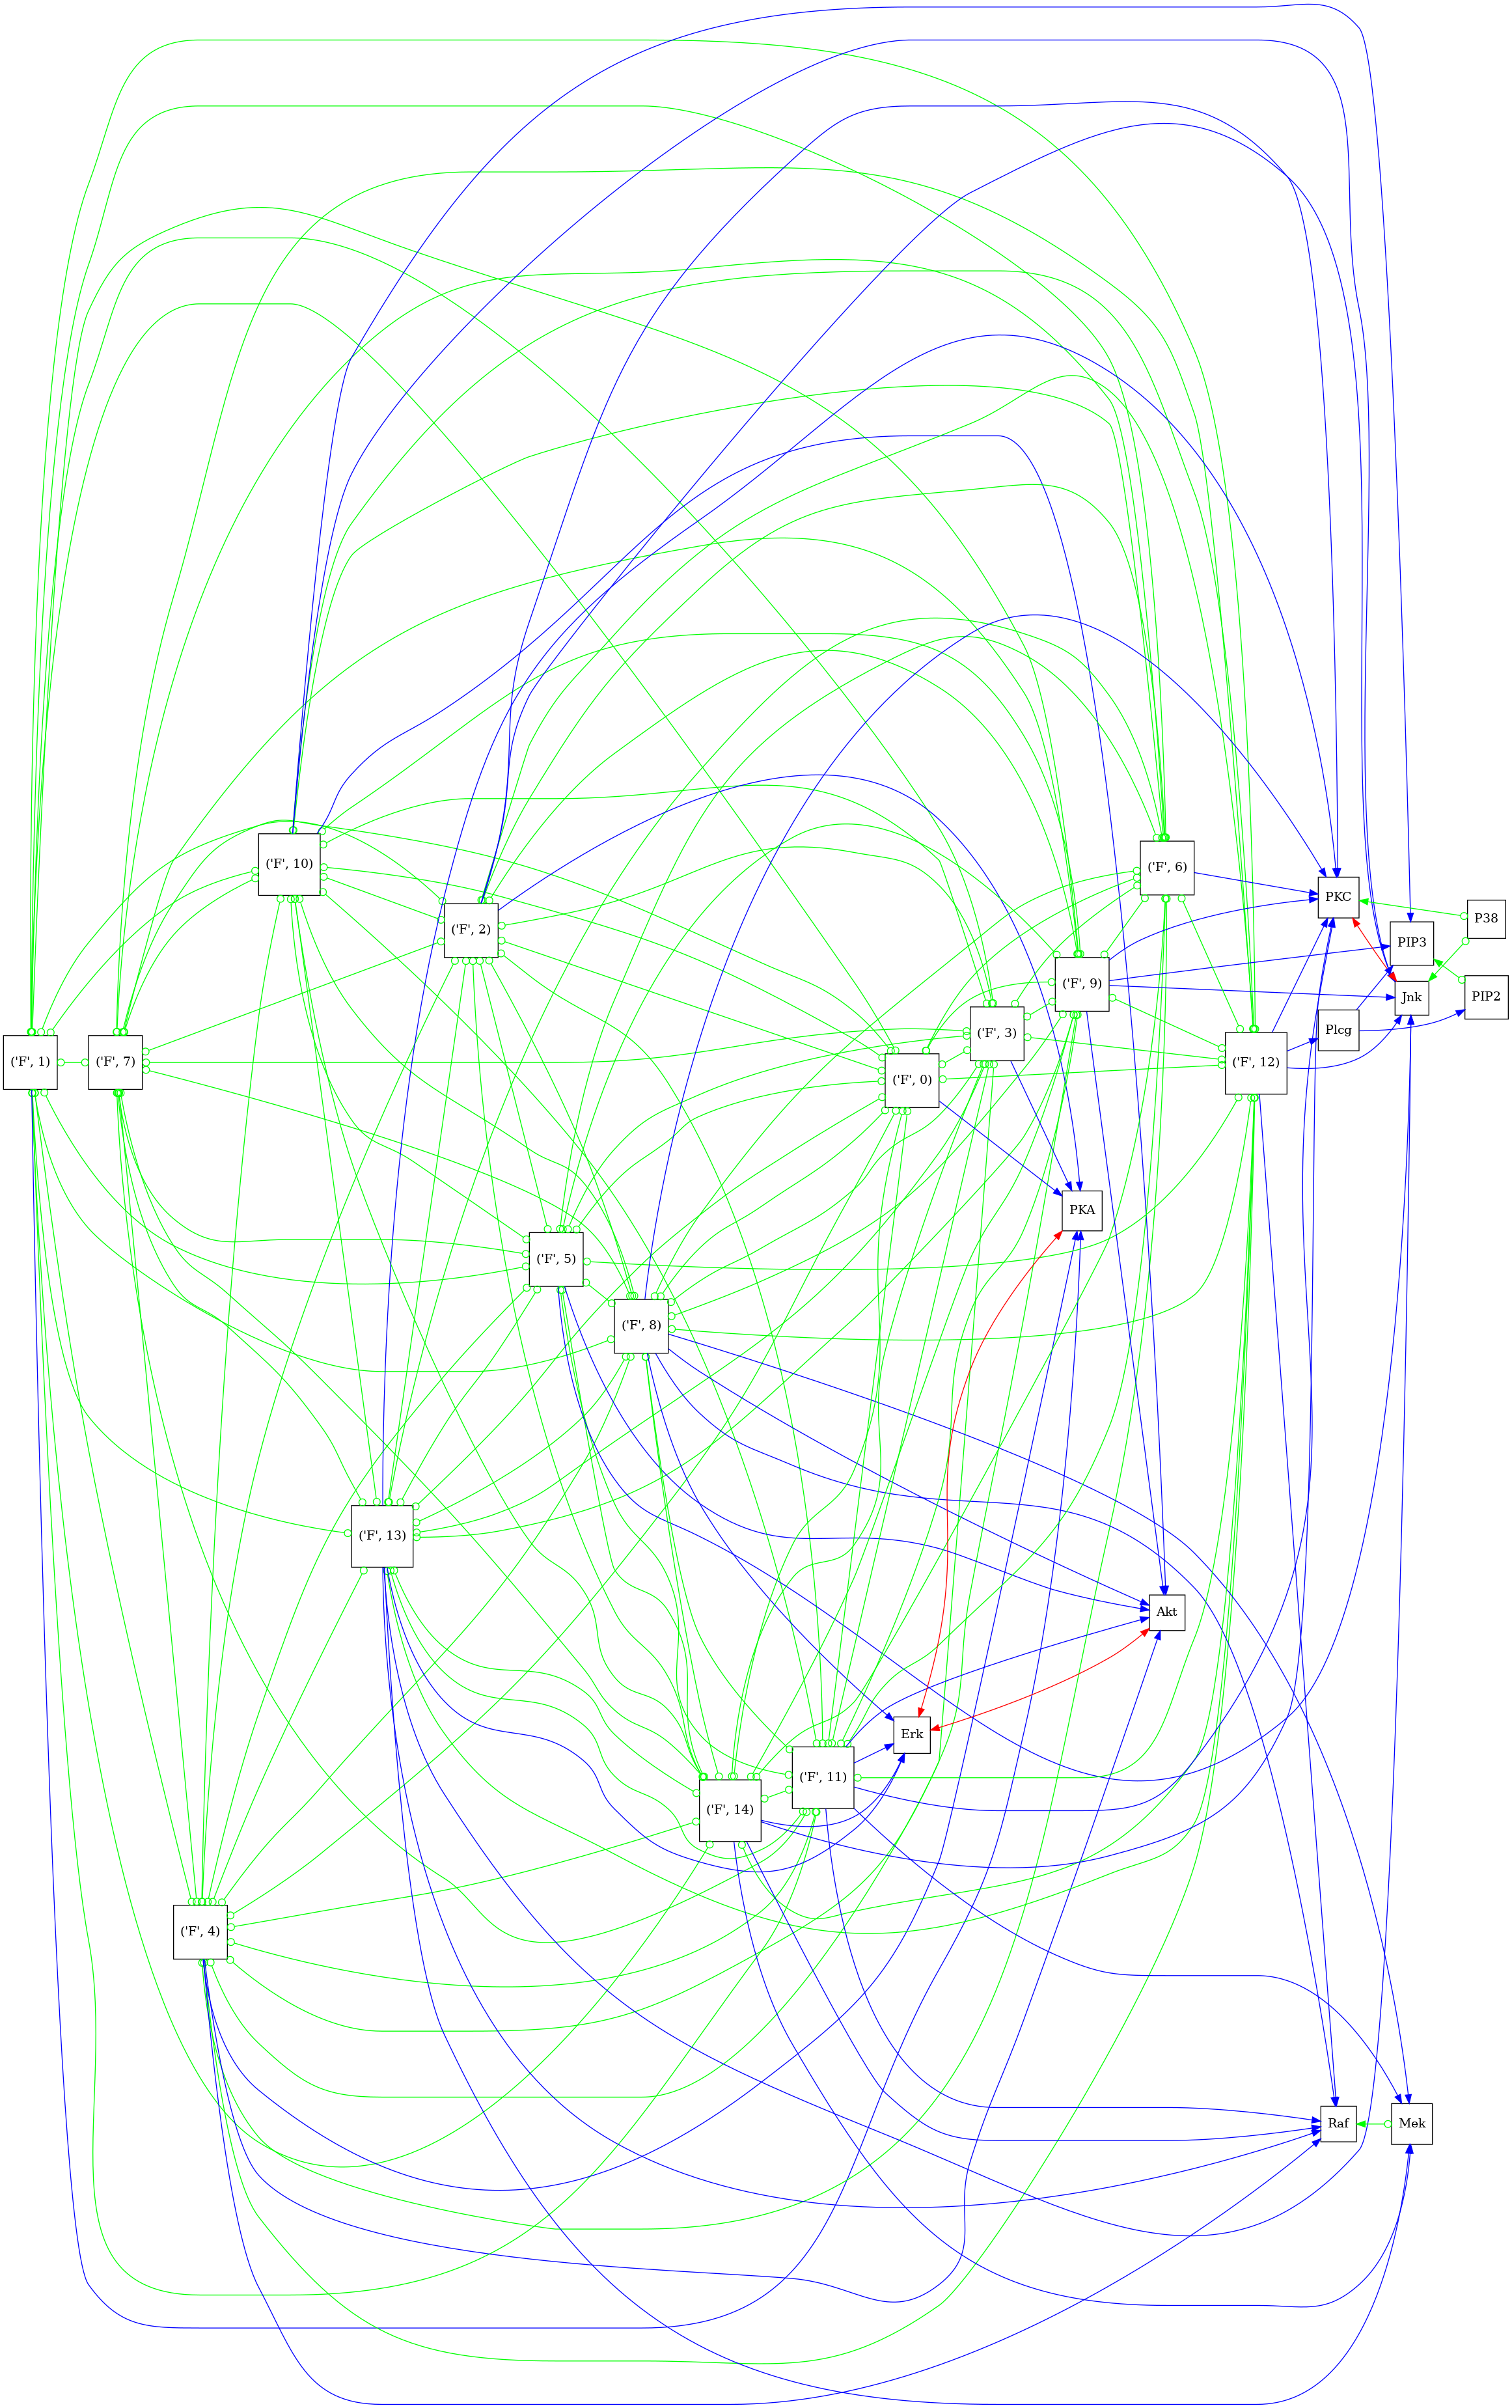 ('F', 10)
('F', 6)
PKC
P38
('F', 2)
PIP3
('F', 9)
Jnk
PIP2
('F', 3)
Plcg
('F', 1)
('F', 7)
('F', 12)
('F', 0)
PKA
('F', 5)
('F', 8)
('F', 13)
Akt
Erk
('F', 11)
('F', 14)
('F', 4)
Raf
Mek